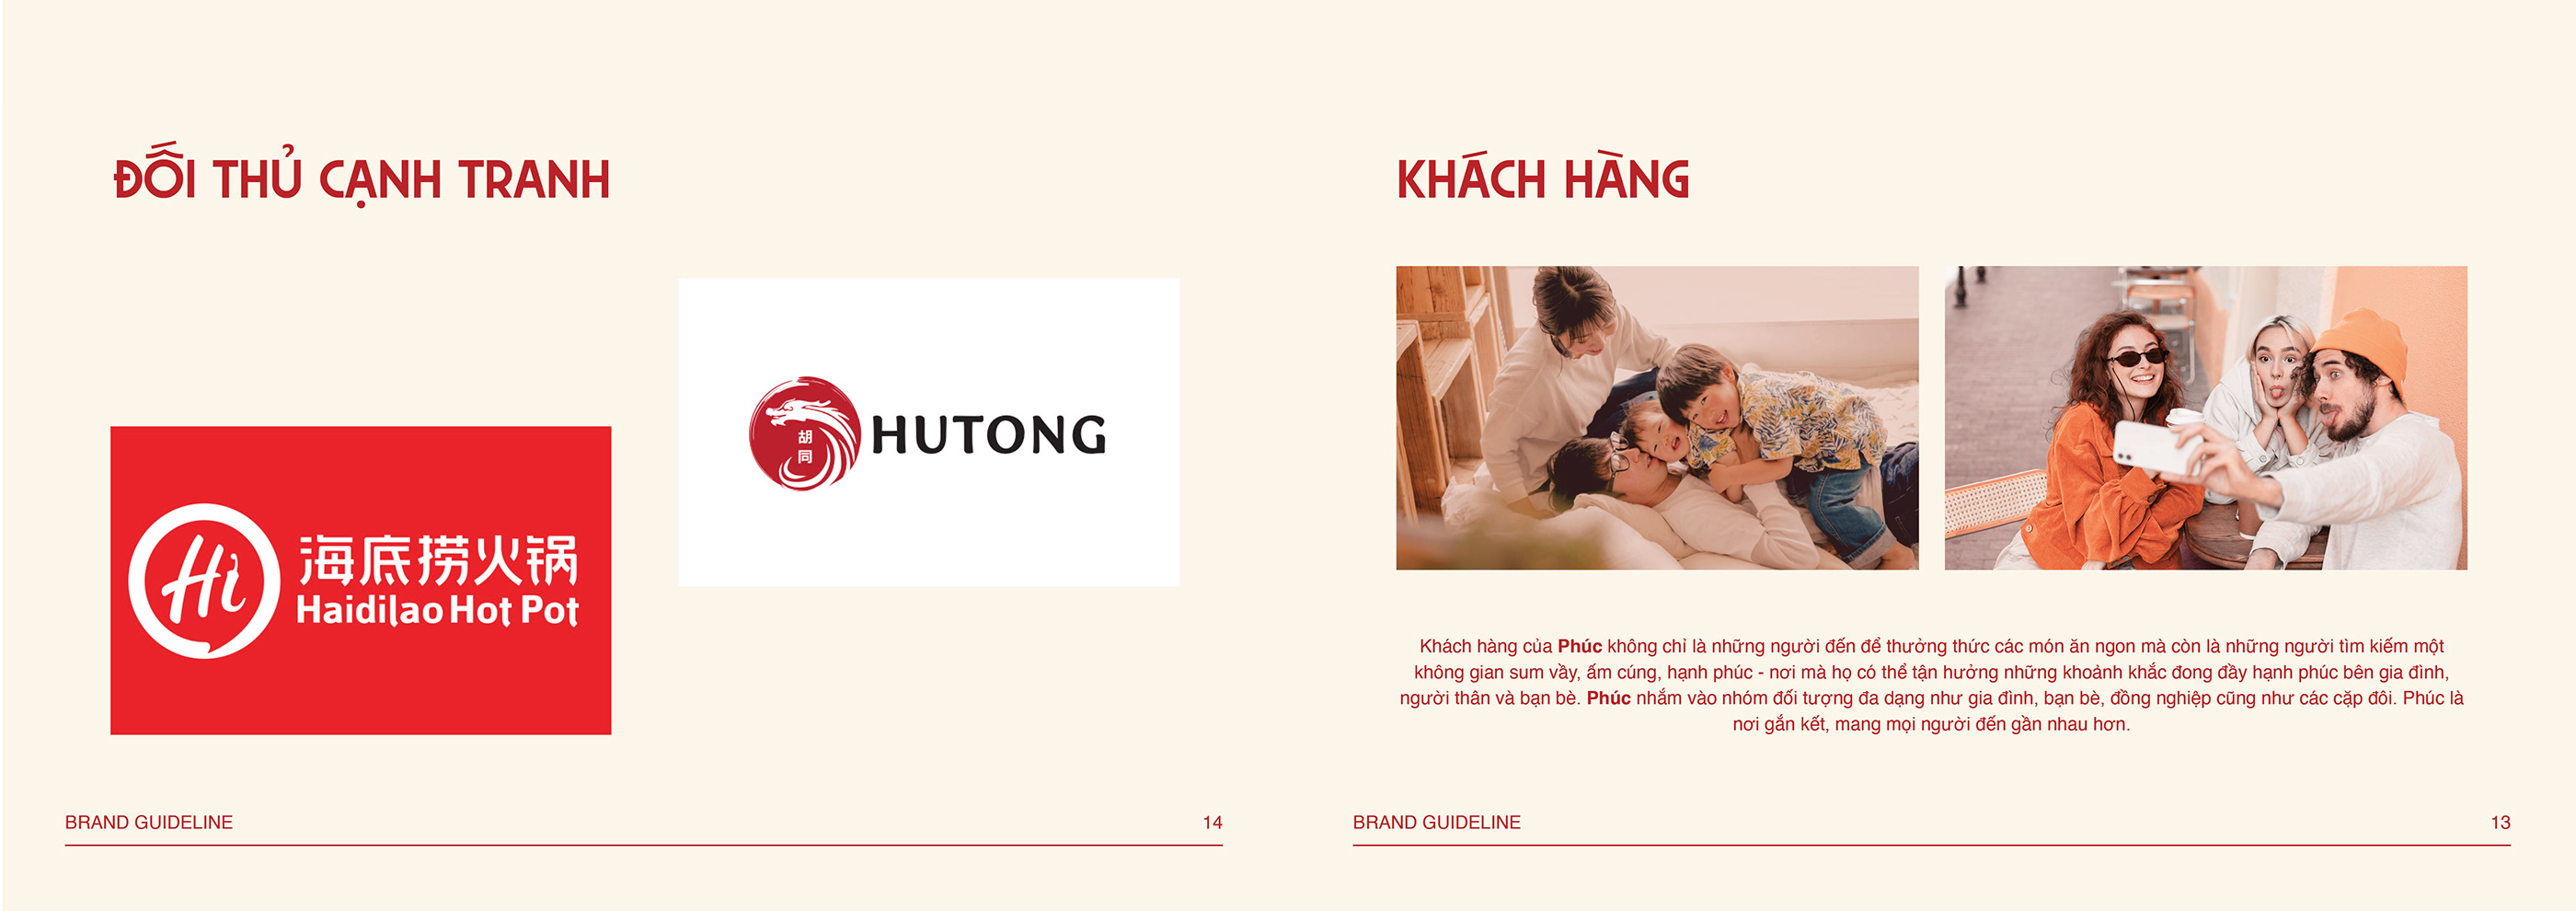 ĐỐI THỦ CẠNH TRANH
胡
同
HUTONG
Hi
海底捞火锅
Haidilao Hot Pot
BRAND GUIDELINE
14
KHÁCH HÀNG
Khách hàng của Phúc không chỉ là những người đến để thưởng thức các món ăn ngon mà còn là những người tìm kiếm một
không gian sum vầy, ấm cúng, hạnh phúc - nơi mà họ có thể tận hưởng những khoảnh khắc đong đầy hạnh phúc bên gia đình,
người thân và bạn bè. Phúc nhắm vào nhóm đối tượng đa dạng như gia đình, bạn bè, đồng nghiệp cũng như các cặp đôi. Phúc là
nơi gắn kết, mang mọi người đến gần nhau hơn.
BRAND GUIDELINE
13